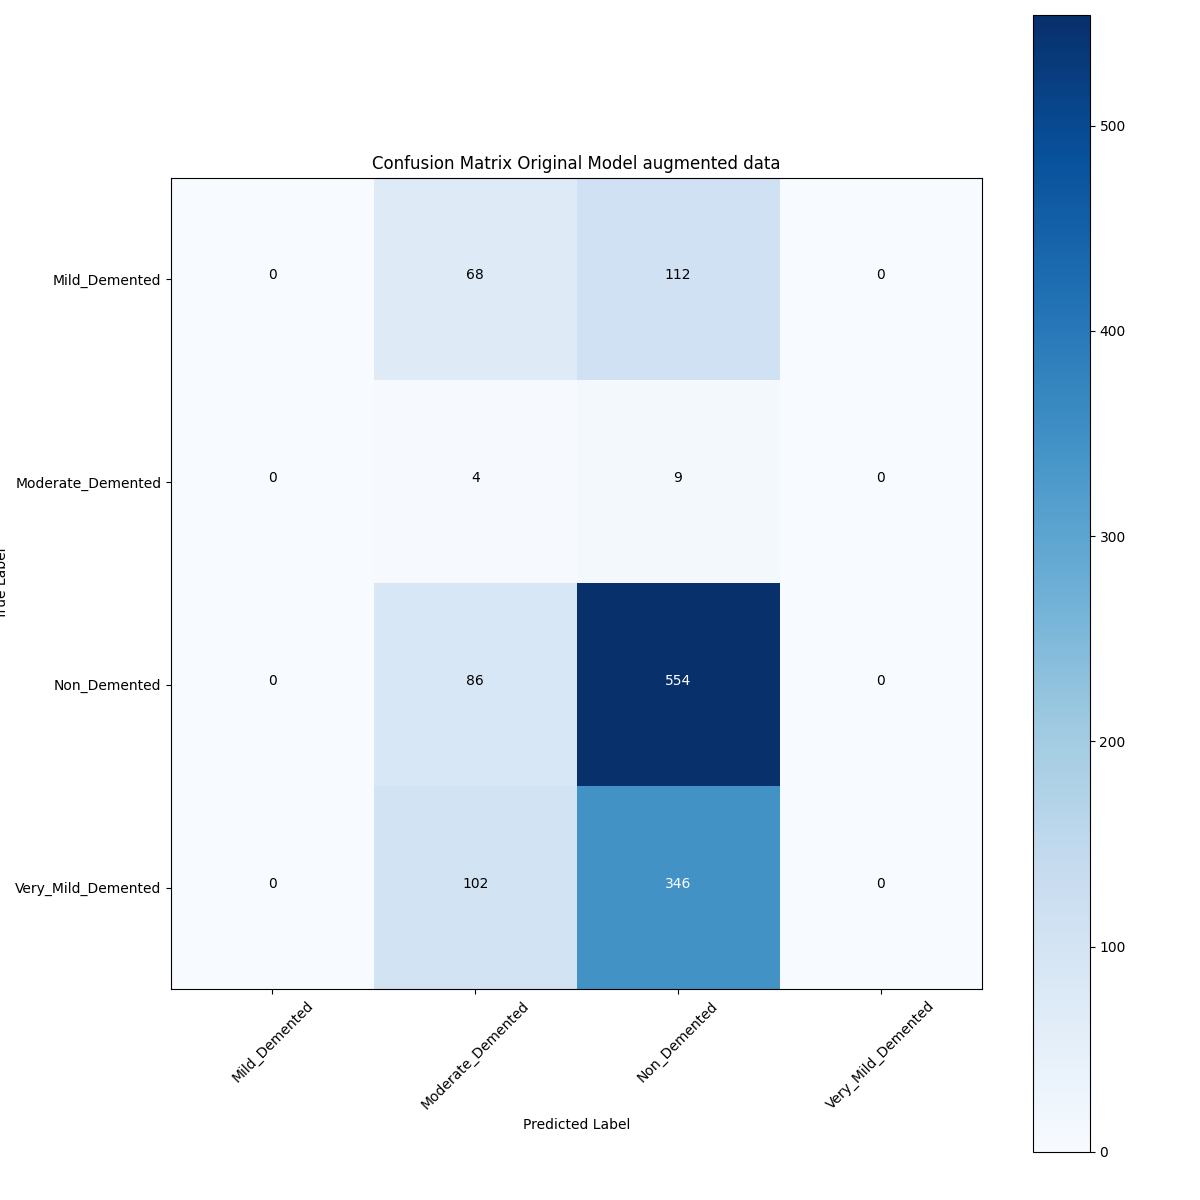 Confusion Matrix Original Model augmented data
Mild_Demented 0 68 112 0
Moderate_Demented 0 4 9 0
Non_Demented 0 86 554 0
Very_Mild_Demented 0 102 346 0
Mild_Demented Moderate_Demented Non_Demented Very_Mild_Demented
Predicted Label
True Label
500
400
300
200
100
0